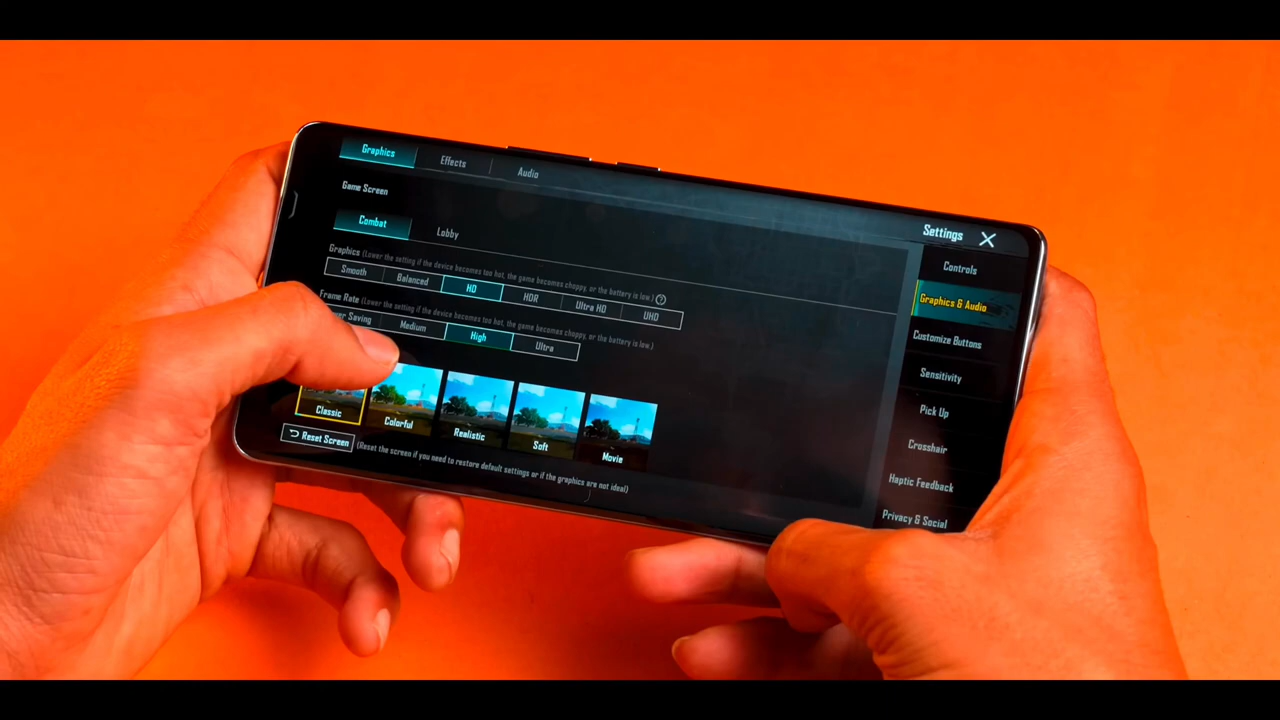 Graphics Effects Audio
Game Screen
Combat Lobby
Graphics (Lower the setting if the device becomes too hot, the game becomes choppy, or the battery is low.) ?
Smooth Balanced HD HDR Ultra HD UHD
Frame Rate (Lower the setting if the device becomes too hot, the game becomes choppy, or the battery is low.)
Saving Medium High Ultra
Classic Colorful Realistic Soft Movie
Reset Screen (Reset the screen if you need to restore default settings or if the graphics are not ideal)
Settings X
Controls
Graphics & Audio
Customize Buttons
Sensitivity
Pick Up
Crosshair
Haptic Feedback
Privacy & Social